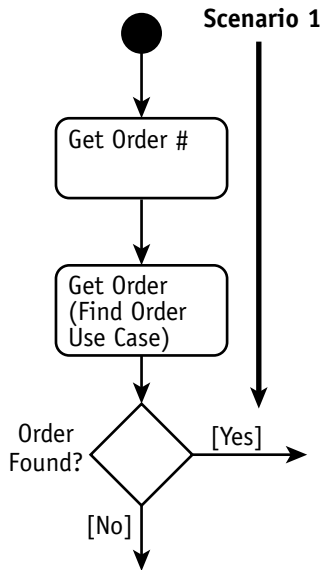 Scenario 1
Get Order #
Get Order
(Find Order
Use Case)
Order
Found?
[Yes]
[No]